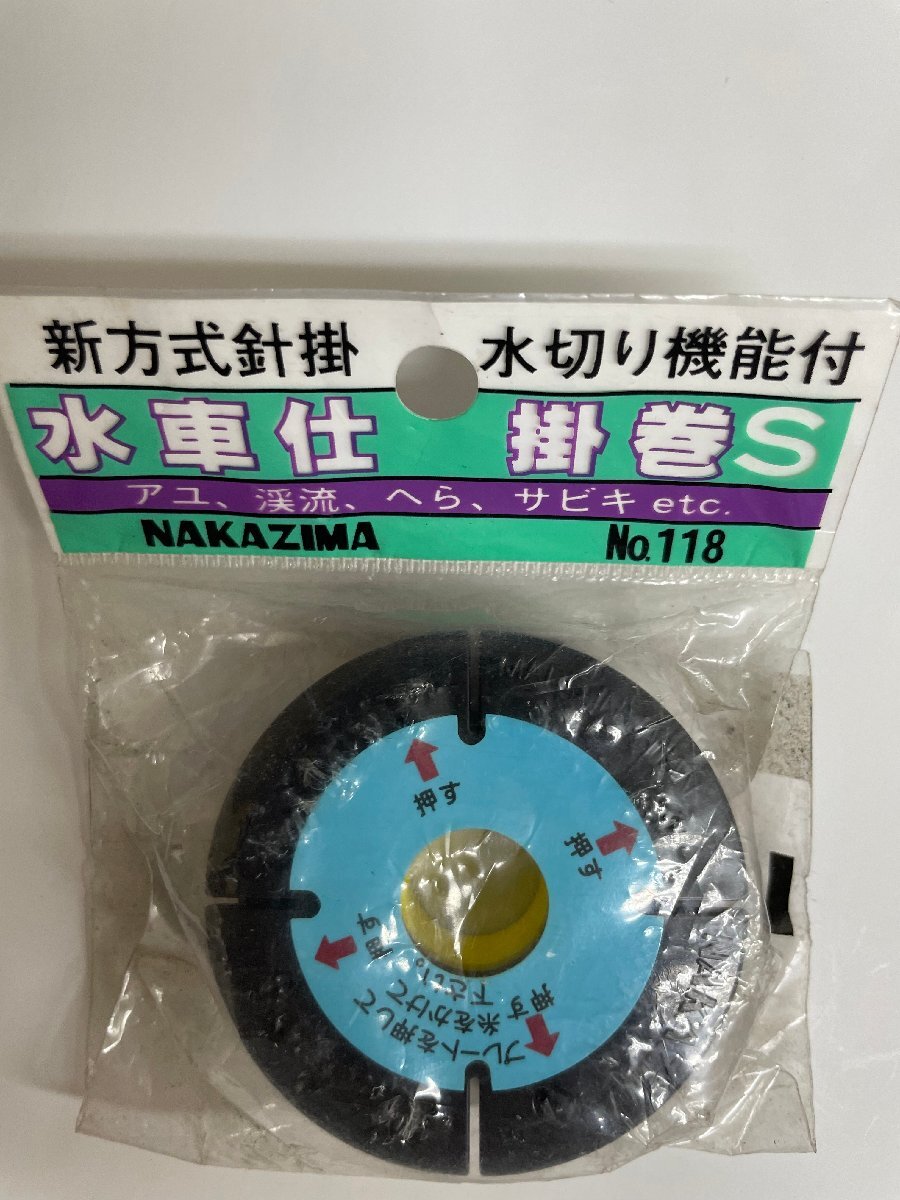 新方式針掛 水切り機能付
水車仕 掛巻S
アユ、渓流、へら、サビキ etc.
NAKAZIMA No.118
押す
押す
押す
押す
プレートを押して
糸をかけて
下さい。